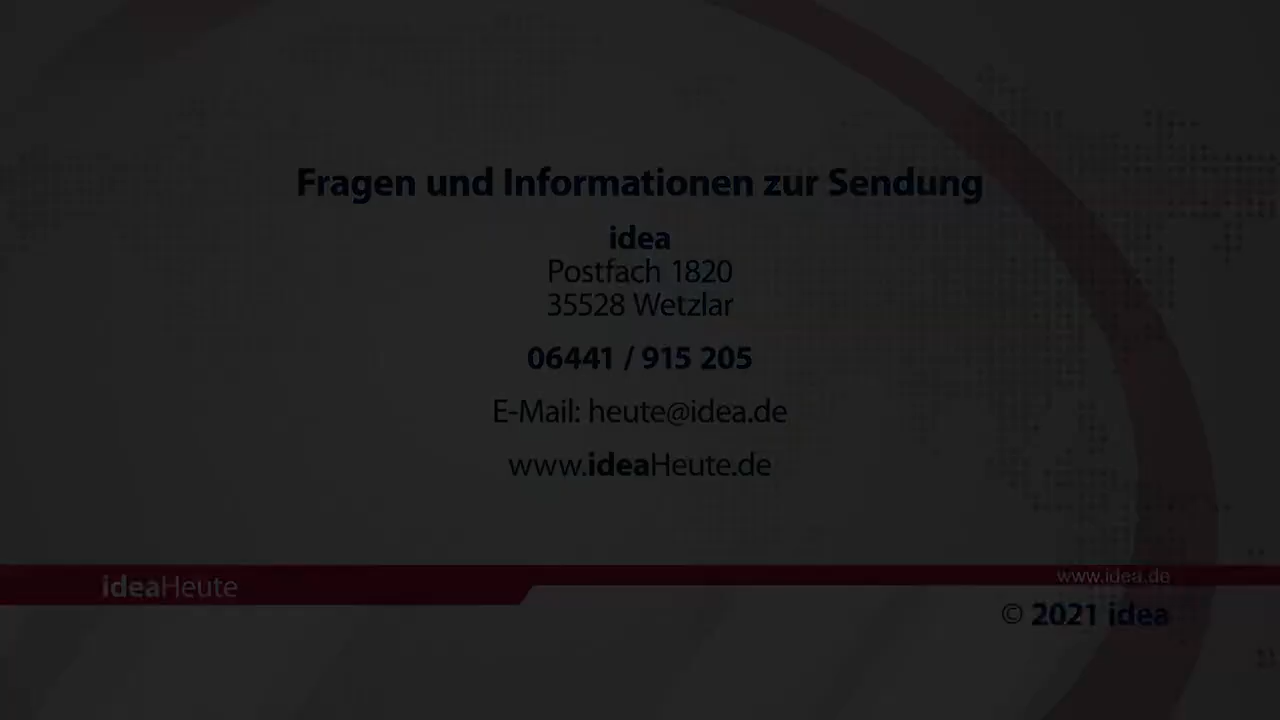 Fragen und Informationen zur Sendung
idea
Postfach 1820
35528 Wetzlar
06441 / 915 205
E-Mail: heute@idea.de
www.ideaHeute.de
ideaHeute
www.idea.de
© 2021 idea